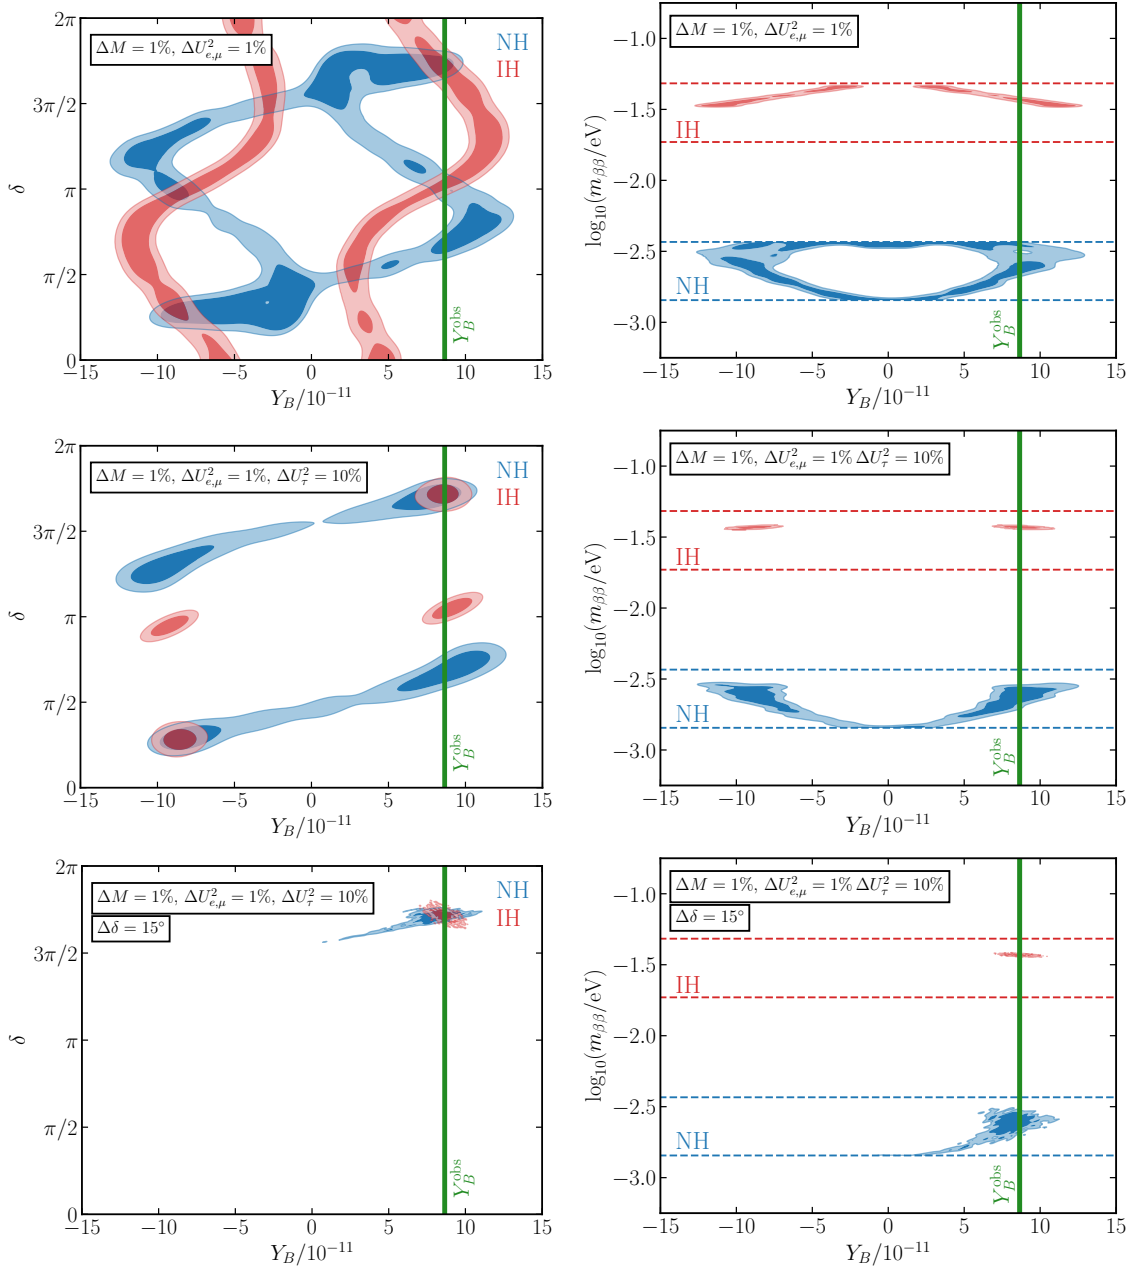 2π
3π/2
π
π/2
0
δ
ΔM = 1%, ΔU²ₑ,μ = 1%
NH
IH
Y_B^obs
−15 −10 −5 0 5 10 15
Y_B/10⁻¹¹
−1.0
−1.5
−2.0
−2.5
−3.0
log₁₀(m_ββ/eV)
ΔM = 1%, ΔU²ₑ,μ = 1%
IH
NH
Y_B^obs
−15 −10 −5 0 5 10 15
Y_B/10⁻¹¹
2π
3π/2
π
π/2
0
δ
ΔM = 1%, ΔU²ₑ,μ = 1%, ΔU²_τ = 10%
NH
IH
Y_B^obs
−15 −10 −5 0 5 10 15
Y_B/10⁻¹¹
−1.0
−1.5
−2.0
−2.5
−3.0
log₁₀(m_ββ/eV)
ΔM = 1%, ΔU²ₑ,μ = 1% ΔU²_τ = 10%
IH
NH
Y_B^obs
−15 −10 −5 0 5 10 15
Y_B/10⁻¹¹
2π
3π/2
π
π/2
0
δ
ΔM = 1%, ΔU²ₑ,μ = 1%, ΔU²_τ = 10%
Δδ = 15°
NH
IH
Y_B^obs
−15 −10 −5 0 5 10 15
Y_B/10⁻¹¹
−1.0
−1.5
−2.0
−2.5
−3.0
log₁₀(m_ββ/eV)
ΔM = 1%, ΔU²ₑ,μ = 1% ΔU²_τ = 10%
Δδ = 15°
IH
NH
Y_B^obs
−15 −10 −5 0 5 10 15
Y_B/10⁻¹¹